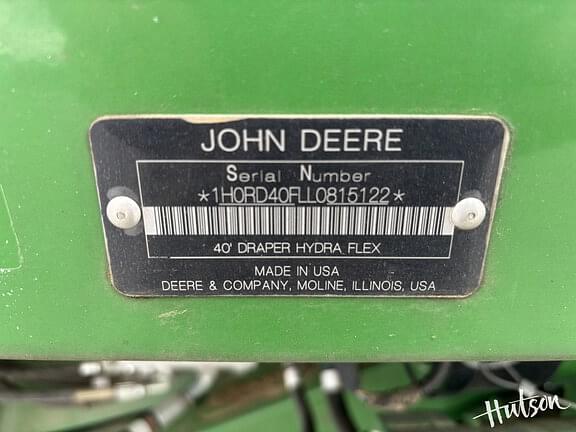 JOHN DEERE
Serial Number
*1H0RD40FLL0815122*
40' DRAPER HYDRA FLEX
MADE IN USA
DEERE & COMPANY, MOLINE, ILLINOIS, USA
Hutson